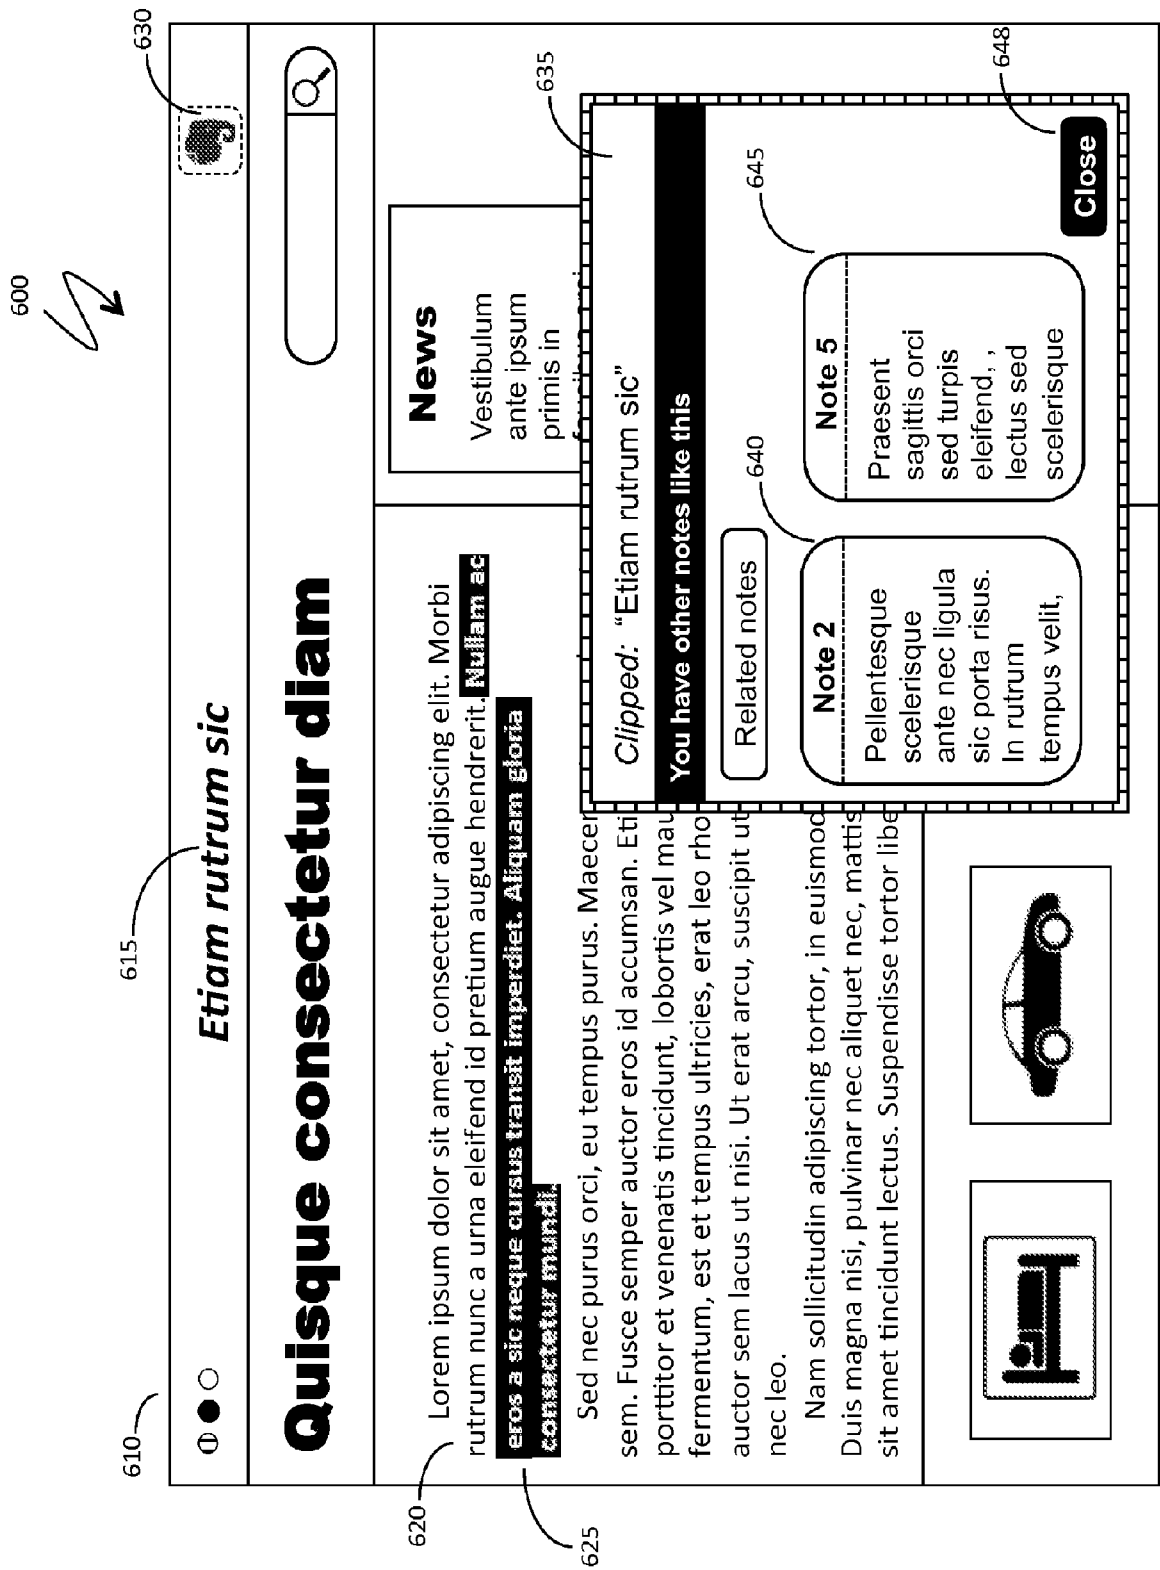 600
610
615
630
Etiam rutrum sic
Quisque consectetur diam
620
Lorem ipsum dolor sit amet, consectetur adipiscing elit. Morbi
rutrum nunc a urna eleifend id pretium augue hendrerit. Nullam ac
eros a sic neque cursus transit imperdiet. Aliquam gloria
consectetur mundi.
625
Sed nec purus orci, eu tempus purus. Maecen
sem. Fusce semper auctor eros id accumsan. Eti
porttitor et venenatis tincidunt, lobortis vel mau
fermentum, est et tempus ultricies, erat leo rho
auctor sem lacus ut nisi. Ut erat arcu, suscipit ut
nec leo.
Nam sollicitudin adipiscing tortor, in euismod
Duis magna nisi, pulvinar nec aliquet nec, mattis
sit amet tincidunt lectus. Suspendisse tortor libe
News
Vestibulum
ante ipsum
primis in
635
Clipped: “Etiam rutrum sic”
You have other notes like this
Related notes
640
Note 2
Pellentesque
scelerisque
ante nec ligula
sic porta risus.
In rutrum
tempus velit,
645
Note 5
Praesent
sagittis orci
sed turpis
eleifend, ,
lectus sed
scelerisque
648
Close